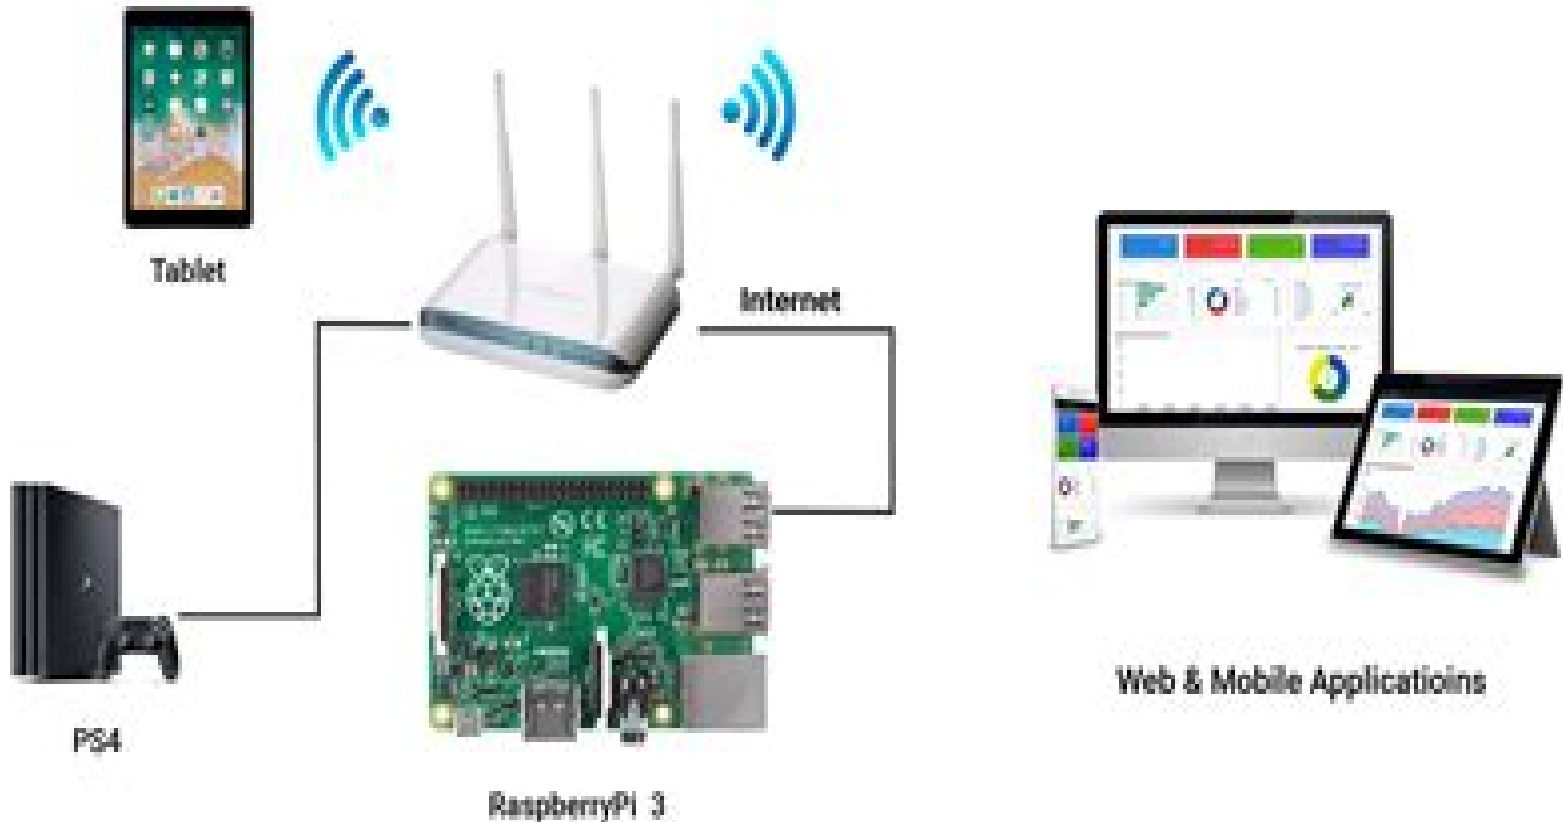 Tablet
Internet
Web & Mobile Applicatioins
PS4
RaspberryPi 3